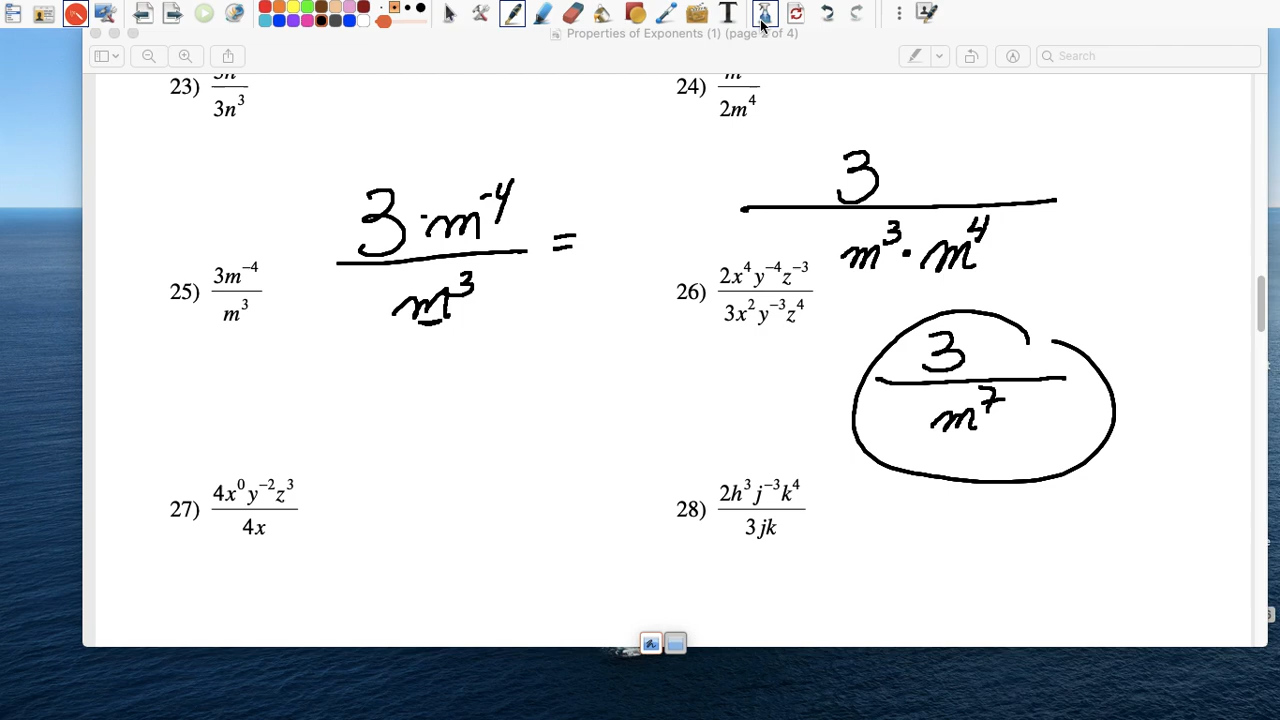 Properties of Exponents (1) (page 2 of 4)
Search
23) 5n / 3n³
24) m / 2m⁴
3 · m⁻⁴ / m³ =
3 / m³ · m⁴
25) 3m⁻⁴ / m³
26) 2x⁴y⁻⁴z⁻³ / 3x²y⁻³z⁴
3 / m⁷
27) 4x⁰y⁻²z³ / 4x
28) 2h³j⁻³k⁴ / 3jk